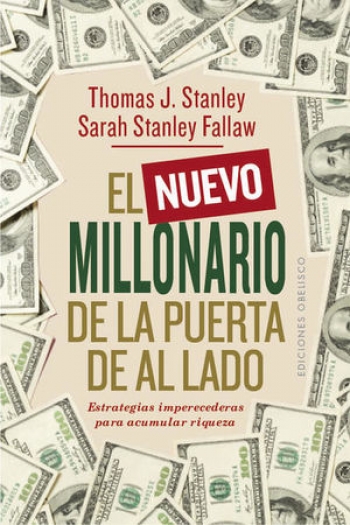 Thomas J. Stanley
Sarah Stanley Fallaw
EL NUEVO
MILLONARIO
DE LA PUERTA
DE AL LADO
Estrategias imperecederas
para acumular riqueza
EDICIONES OBELISCO